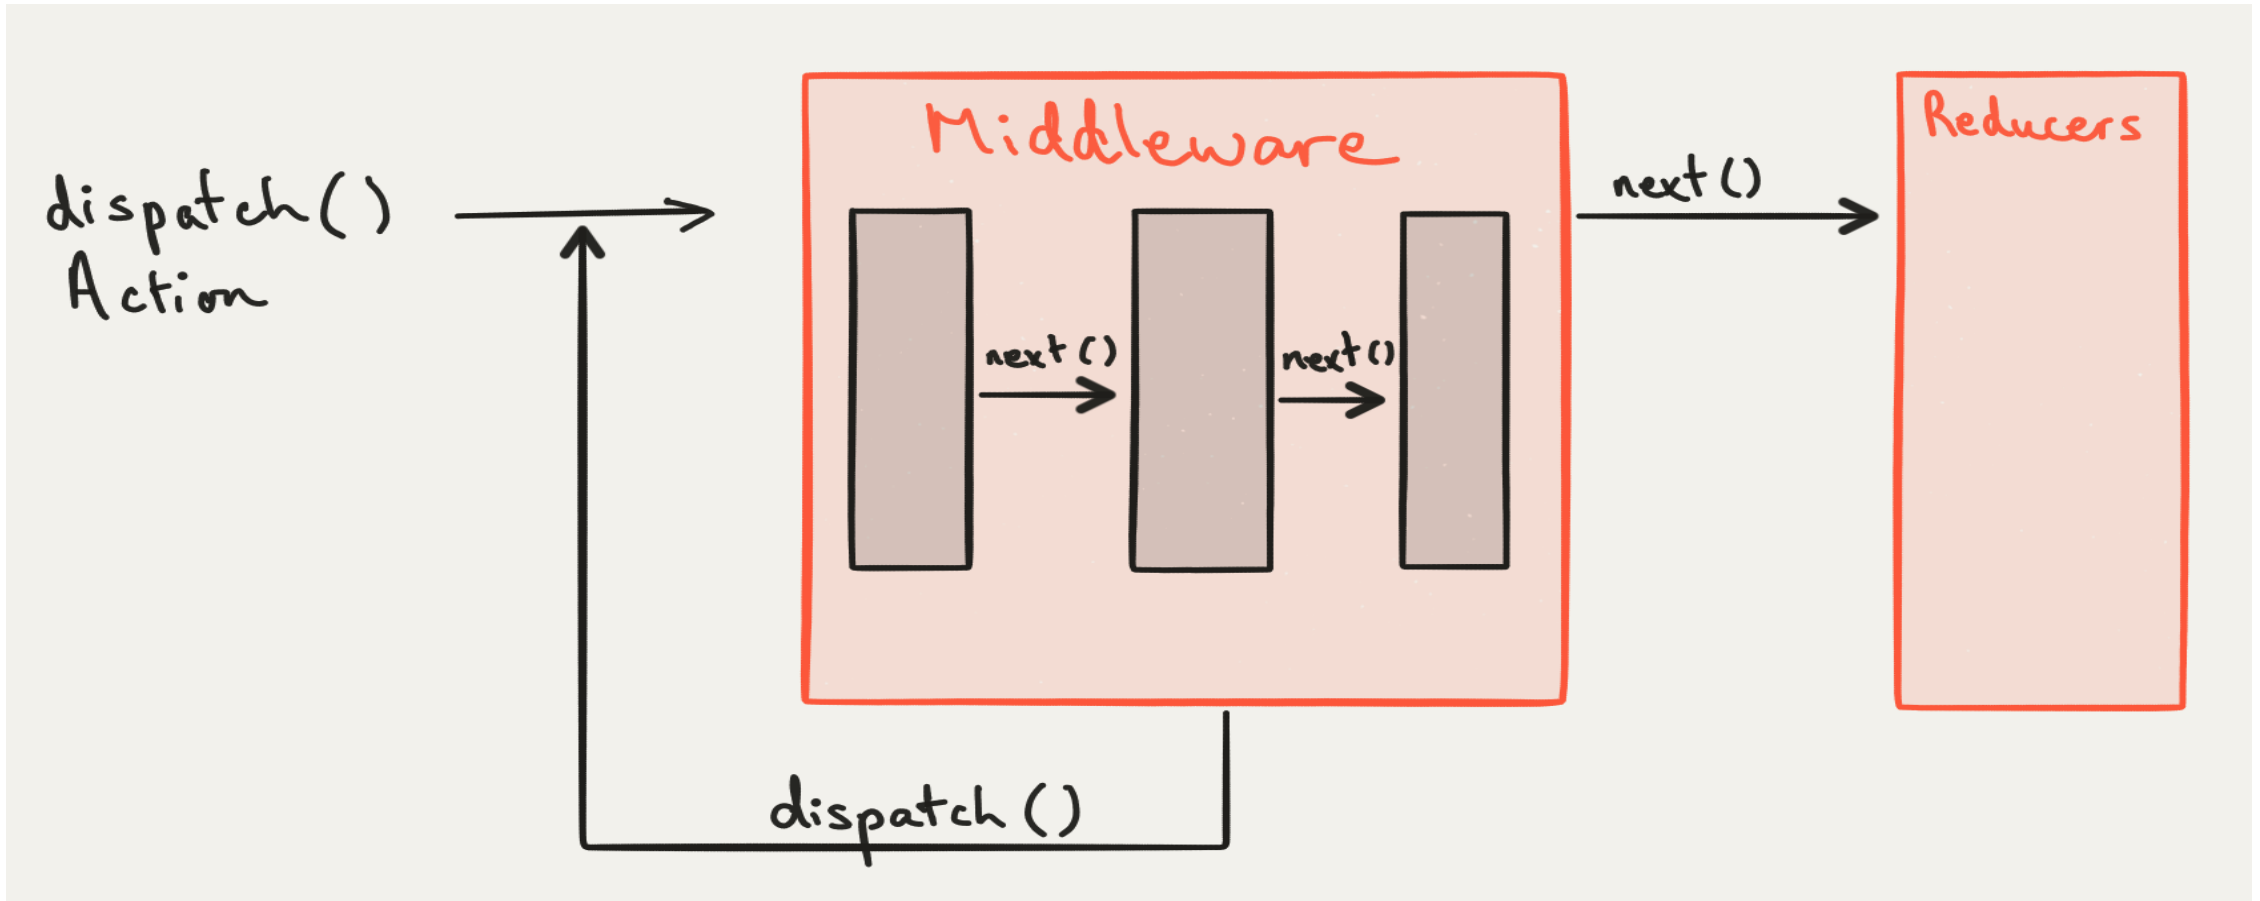 Middleware
Reducers
dispatch()
Action
next()
next()
next()
dispatch()